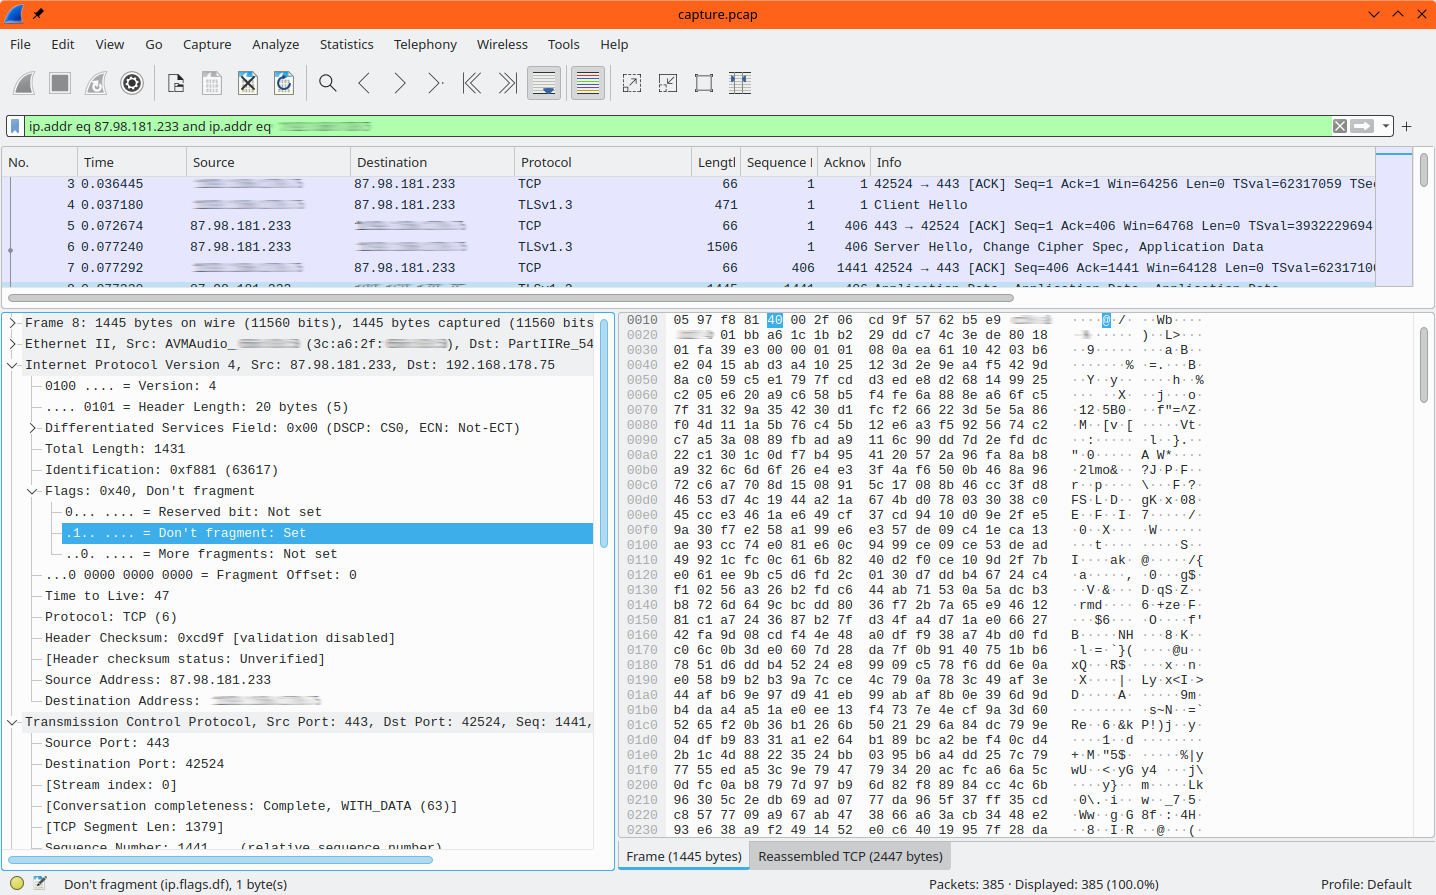 capture.pcap
File Edit View Go Capture Analyze Statistics Telephony Wireless Tools Help
ip.addr eq 87.98.181.233 and ip.addr eq
No. Time Source Destination Protocol Lengtl Sequence I Acknov Info
3 0.036445 87.98.181.233 TCP 66 1 1 42524 → 443 [ACK] Seq=1 Ack=1 Win=64256 Len=0 TSval=62317059 TSe
4 0.037180 87.98.181.233 TLSv1.3 471 1 1 Client Hello
5 0.072674 87.98.181.233 TCP 66 1 406 443 → 42524 [ACK] Seq=1 Ack=406 Win=64768 Len=0 TSval=3932229694
6 0.077240 87.98.181.233 TLSv1.3 1506 1 406 Server Hello, Change Cipher Spec, Application Data
7 0.077292 87.98.181.233 TCP 66 406 1441 42524 → 443 [ACK] Seq=406 Ack=1441 Win=64128 Len=0 TSval=6231710
Frame 8: 1445 bytes on wire (11560 bits), 1445 bytes captured (11560 bits
Ethernet II, Src: AVMAudio_ (3c:a6:2f: ), Dst: PartIIRe_54
Internet Protocol Version 4, Src: 87.98.181.233, Dst: 192.168.178.75
0100 .... = Version: 4
.... 0101 = Header Length: 20 bytes (5)
Differentiated Services Field: 0x00 (DSCP: CS0, ECN: Not-ECT)
Total Length: 1431
Identification: 0xf881 (63617)
Flags: 0x40, Don't fragment
0... .... = Reserved bit: Not set
.1.. .... = Don't fragment: Set
..0. .... = More fragments: Not set
...0 0000 0000 0000 = Fragment Offset: 0
Time to Live: 47
Protocol: TCP (6)
Header Checksum: 0xcd9f [validation disabled]
[Header checksum status: Unverified]
Source Address: 87.98.181.233
Destination Address:
Transmission Control Protocol, Src Port: 443, Dst Port: 42524, Seq: 1441,
Source Port: 443
Destination Port: 42524
[Stream index: 0]
[Conversation completeness: Complete, WITH_DATA (63)]
[TCP Segment Len: 1379]
Sequence Number: 1441 (relative sequence number)
0010 05 97 f8 81 40 00 2f 06 cd 9f 57 62 b5 e9 ····@·/· ··Wb··
0020 01 bb a6 1c 1b b2 29 dd c7 4c 3e de 80 18 ······ )··L>···
0030 01 fa 39 e3 00 00 01 01 08 0a ea 61 10 42 03 b6 ··9····· ···a·B··
0040 e2 04 15 ab d3 a4 10 25 12 3d 2e 9e a4 f5 42 9d ·······% ·=.···B·
0050 8a c0 59 c5 e1 79 7f cd d3 ed e8 d2 68 14 99 25 ··Y··y·· ····h··%
0060 c2 05 e6 20 a9 c6 58 b5 f4 fe 6a 88 8e a6 6f c5 ··· ··X· ··j···o·
0070 7f 31 32 9a 35 42 30 d1 fc f2 66 22 3d 5e 5a 86 ·12·5B0· ··f"=^Z·
0080 f0 4d 11 1a 5b 76 c4 5b 12 e6 a3 f5 92 56 74 c2 ·M··[v·[ ·····Vt·
0090 c7 a5 3a 08 89 fb ad a9 11 6c 90 dd 7d 2e fd dc ··:····· ·l··}.··
00a0 22 c1 30 1c 0d f7 b4 95 41 20 57 2a 96 fa 8a b8 "·0····· A W*····
00b0 a9 32 6c 6d 6f 26 e4 e3 3f 4a f6 50 0b 46 8a 96 ·2lmo&·· ?J·P·F··
00c0 72 c6 a7 70 8d 15 08 91 5c 17 08 8b 46 cc 3f d8 r··p···· \···F·?·
00d0 46 53 d7 4c 19 44 a2 1a 67 4b d0 78 03 30 38 c0 FS·L·D·· gK·x·08·
00e0 45 cc e3 46 1a e6 49 cf 37 cd 94 10 d0 9e 2f e5 E··F··I· 7·····/·
00f0 9a 30 f7 e2 58 a1 99 e6 e3 57 de 09 c4 1e ca 13 ·0··X··· ·W······
0100 ae 93 cc 74 e0 81 e6 0c 94 99 ce 09 ce 53 de ad ···t···· ·····S··
0110 49 92 1c fc 0c 61 6b 82 40 d2 f0 ce 10 9d 2f 7b I····ak· @·····/{
0120 e0 61 ee 9b c5 d6 fd 2c 01 30 d7 dd b4 67 24 c4 ·a·····, ·0···g$·
0130 f1 02 56 a3 26 b2 fd c6 44 ab 71 53 0a 5a dc b3 ··V·&··· D·qS·Z··
0140 b8 72 6d 64 9c bc dd 80 36 f7 2b 7a 65 e9 46 12 ·rmd···· 6·+ze·F·
0150 81 c1 a7 24 36 87 b2 7f d3 4f a4 d7 1a e0 66 27 ···$6··· ·O····f'
0160 42 fa 9d 08 cd f4 4e 48 a0 df f9 38 a7 4b d0 fd B·····NH ···8·K··
0170 c0 6c 0b 3d e0 60 7d 28 da 7f 0b 91 40 75 1b b6 ·l·=·`}( ····@u··
0180 78 51 d6 dd b4 52 24 e8 99 09 c5 78 f6 dd 6e 0a xQ···R$· ···x··n·
0190 e0 58 b9 b2 b3 9a 7c ce 4c 79 0a 78 3c 49 af 3e ·X····|· Ly·x<I·>
01a0 44 af b6 9e 97 d9 41 eb 99 ab af 8b 0e 39 6d 9d D·····A· ·····9m·
01b0 b4 da a4 a5 1a e0 ee 13 f4 73 7e 4e cf 9a 3d 60 ········ ·s~N··=`
01c0 52 65 f2 0b 36 b1 26 6b 50 21 29 6a 84 dc 79 9e Re··6·&k P!)j··y·
01d0 04 df b9 83 31 a1 e2 64 b1 89 bc a2 be f4 0c d4 ····1··d ········
01e0 2b 1c 4d 88 22 35 24 bb 03 95 b6 a4 dd 25 7c 79 +·M·"5$· ·····%|y
01f0 77 55 ed a5 3c 9e 79 47 79 34 20 ac fc a6 6a 5c wU··<·yG y4 ···j\
0200 0d fc 0a b8 79 7d 97 b9 6d 82 f8 89 84 cc 4c 6b ····y}·· m·····Lk
0210 96 30 5c 2e db 69 ad 07 77 da 96 5f 37 ff 35 cd ·0\.·i·· w··_7·5·
0220 c8 57 77 09 a9 67 ab 47 38 66 a6 3a cb 34 48 e2 ·Ww··g·G 8f·:·4H·
0230 93 e6 38 a9 f2 49 14 52 e0 c6 40 19 95 7f 28 da ··8··I·R ··@···(·
Frame (1445 bytes) Reassembled TCP (2447 bytes)
Don't fragment (ip.flags.df), 1 byte(s) Packets: 385 · Displayed: 385 (100.0%) Profile: Default